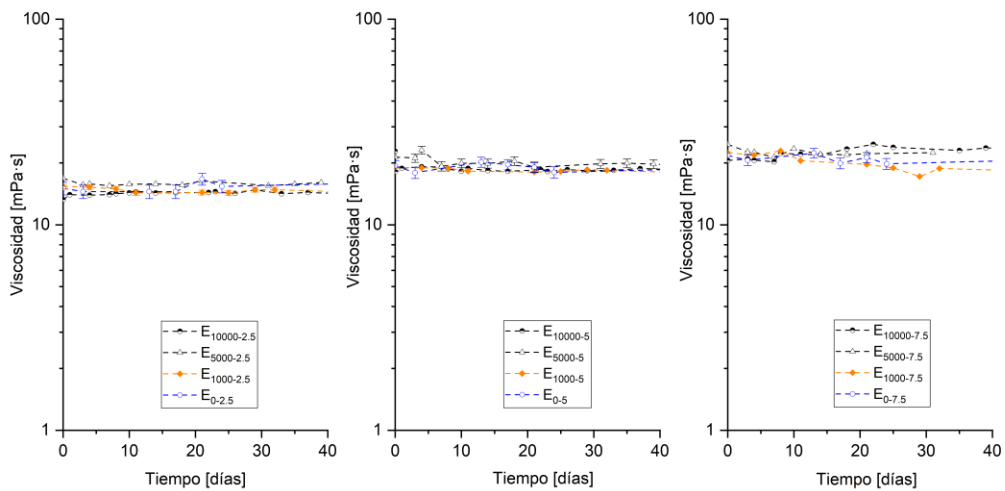 100
10
1
Viscosidad [mPa·s]
0 10 20 30 40
Tiempo [días]
E10000-2.5
E5000-2.5
E1000-2.5
E0-2.5
100
10
1
Viscosidad [mPa·s]
0 10 20 30 40
Tiempo [días]
E10000-5
E5000-5
E1000-5
E0-5
100
10
1
Viscosidad [mPa·s]
0 10 20 30 40
Tiempo [días]
E10000-7.5
E5000-7.5
E1000-7.5
E0-7.5